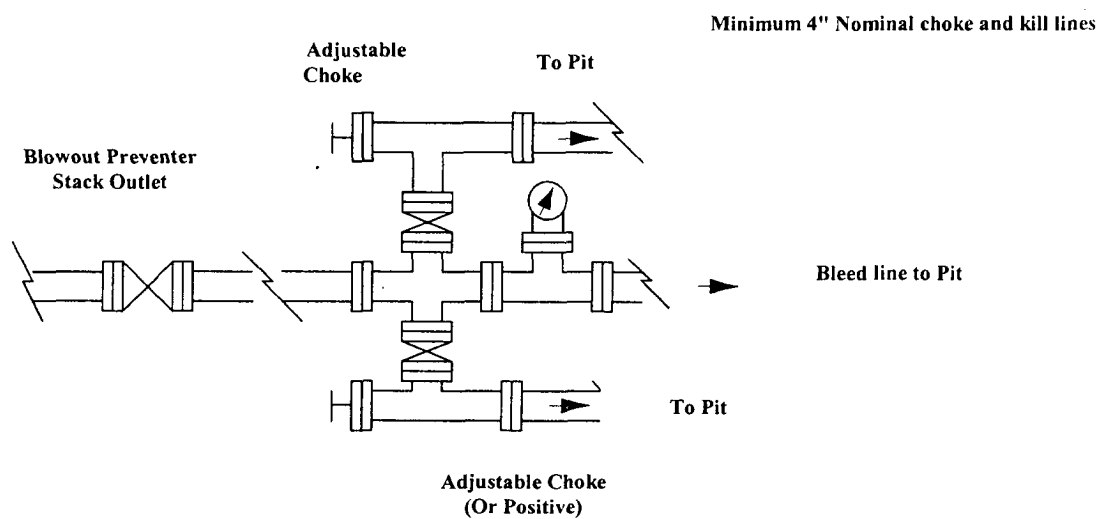 Minimum 4" Nominal choke and kill lines
Adjustable
Choke
To Pit
Blowout Preventer
Stack Outlet
Bleed line to Pit
To Pit
Adjustable Choke
(Or Positive)